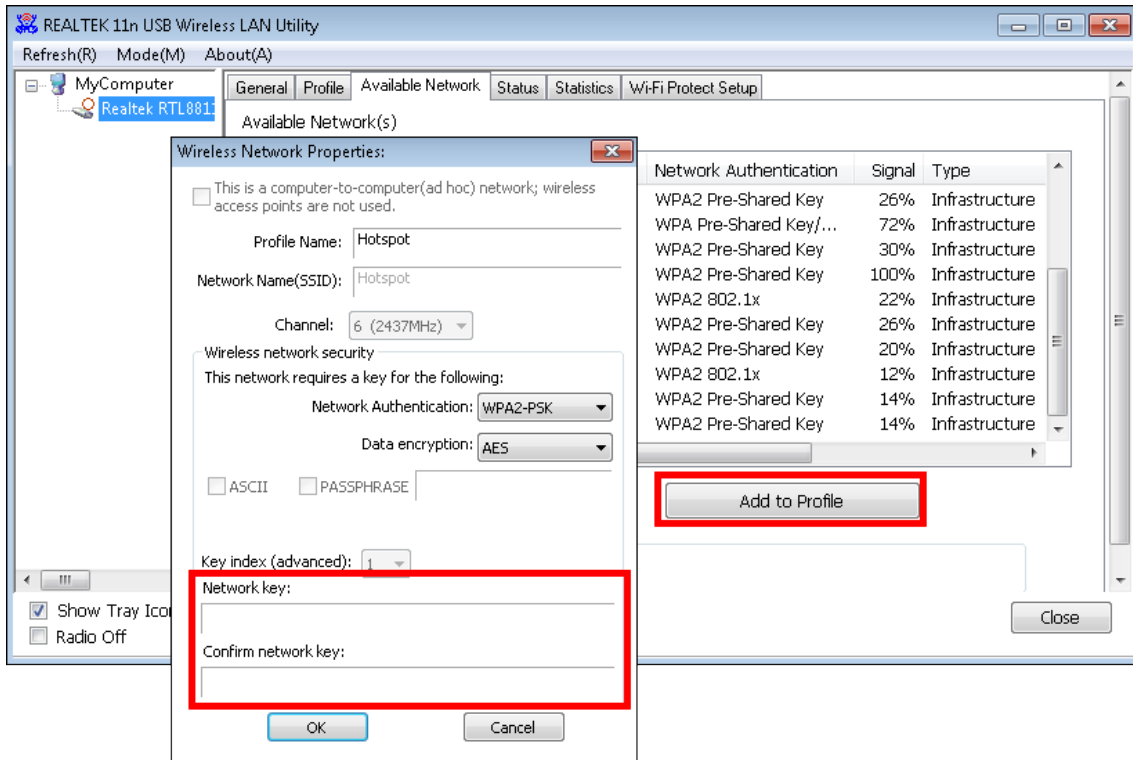 REALTEK 11n USB Wireless LAN Utility
Refresh(R) Mode(M) About(A)
MyComputer
Realtek RTL8811
General Profile Available Network Status Statistics Wi-Fi Protect Setup
Available Network(s)
Network Authentication Signal Type
WPA2 Pre-Shared Key 26% Infrastructure
WPA Pre-Shared Key/... 72% Infrastructure
WPA2 Pre-Shared Key 30% Infrastructure
WPA2 Pre-Shared Key 100% Infrastructure
WPA2 802.1x 22% Infrastructure
WPA2 Pre-Shared Key 26% Infrastructure
WPA2 Pre-Shared Key 20% Infrastructure
WPA2 802.1x 12% Infrastructure
WPA2 Pre-Shared Key 14% Infrastructure
WPA2 Pre-Shared Key 14% Infrastructure
Add to Profile
Show Tray Ico
Radio Off
Close
Wireless Network Properties:
This is a computer-to-computer(ad hoc) network; wireless
access points are not used.
Profile Name: Hotspot
Network Name(SSID): Hotspot
Channel: 6 (2437MHz)
Wireless network security
This network requires a key for the following:
Network Authentication: WPA2-PSK
Data encryption: AES
ASCII PASSPHRASE
Key index (advanced): 1
Network key:
Confirm network key:
OK Cancel